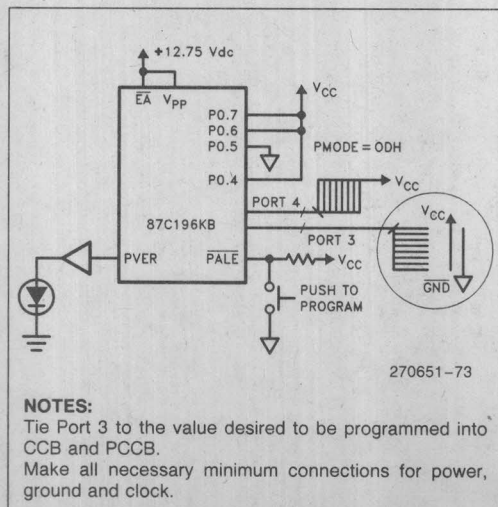 +12.75 Vdc
EA VPP
VCC
P0.7
P0.6
P0.5
PMODE = 0DH
P0.4
PORT 4
VCC
87C196KB
PORT 3
VCC
PVER
PALE
VCC
GND
PUSH TO
PROGRAM
270651-73
NOTES:
Tie Port 3 to the value desired to be programmed into
CCB and PCCB.
Make all necessary minimum connections for power,
ground and clock.